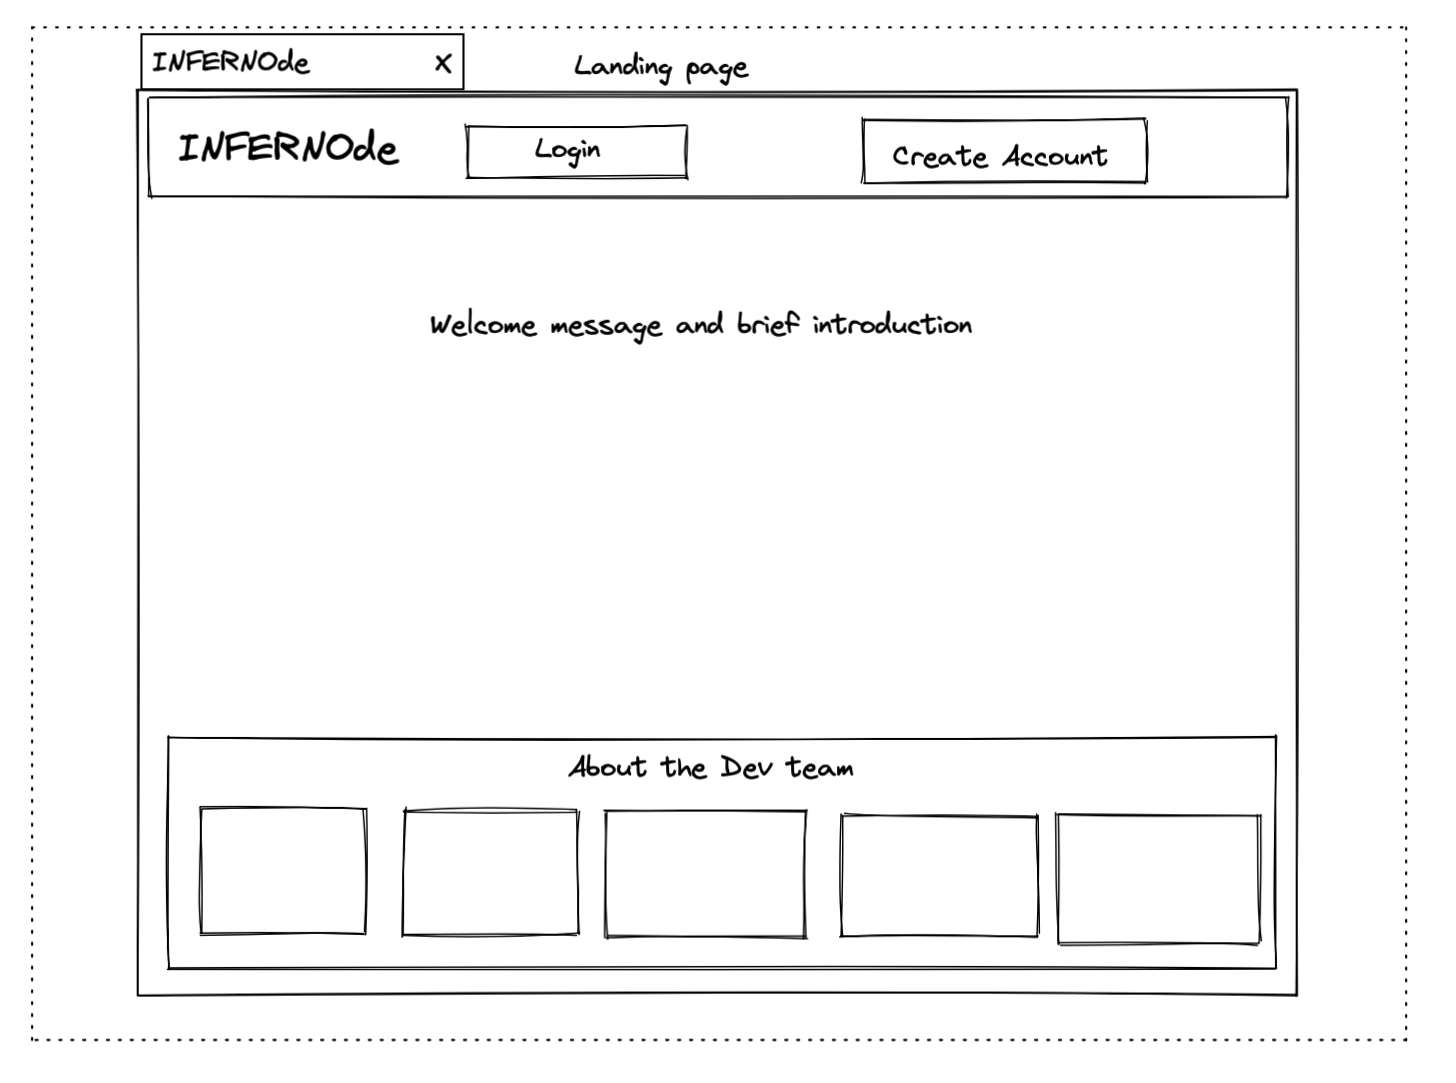 INFERNOde X
Landing page
INFERNOde
Login
Create Account
Welcome message and brief introduction
About the Dev team